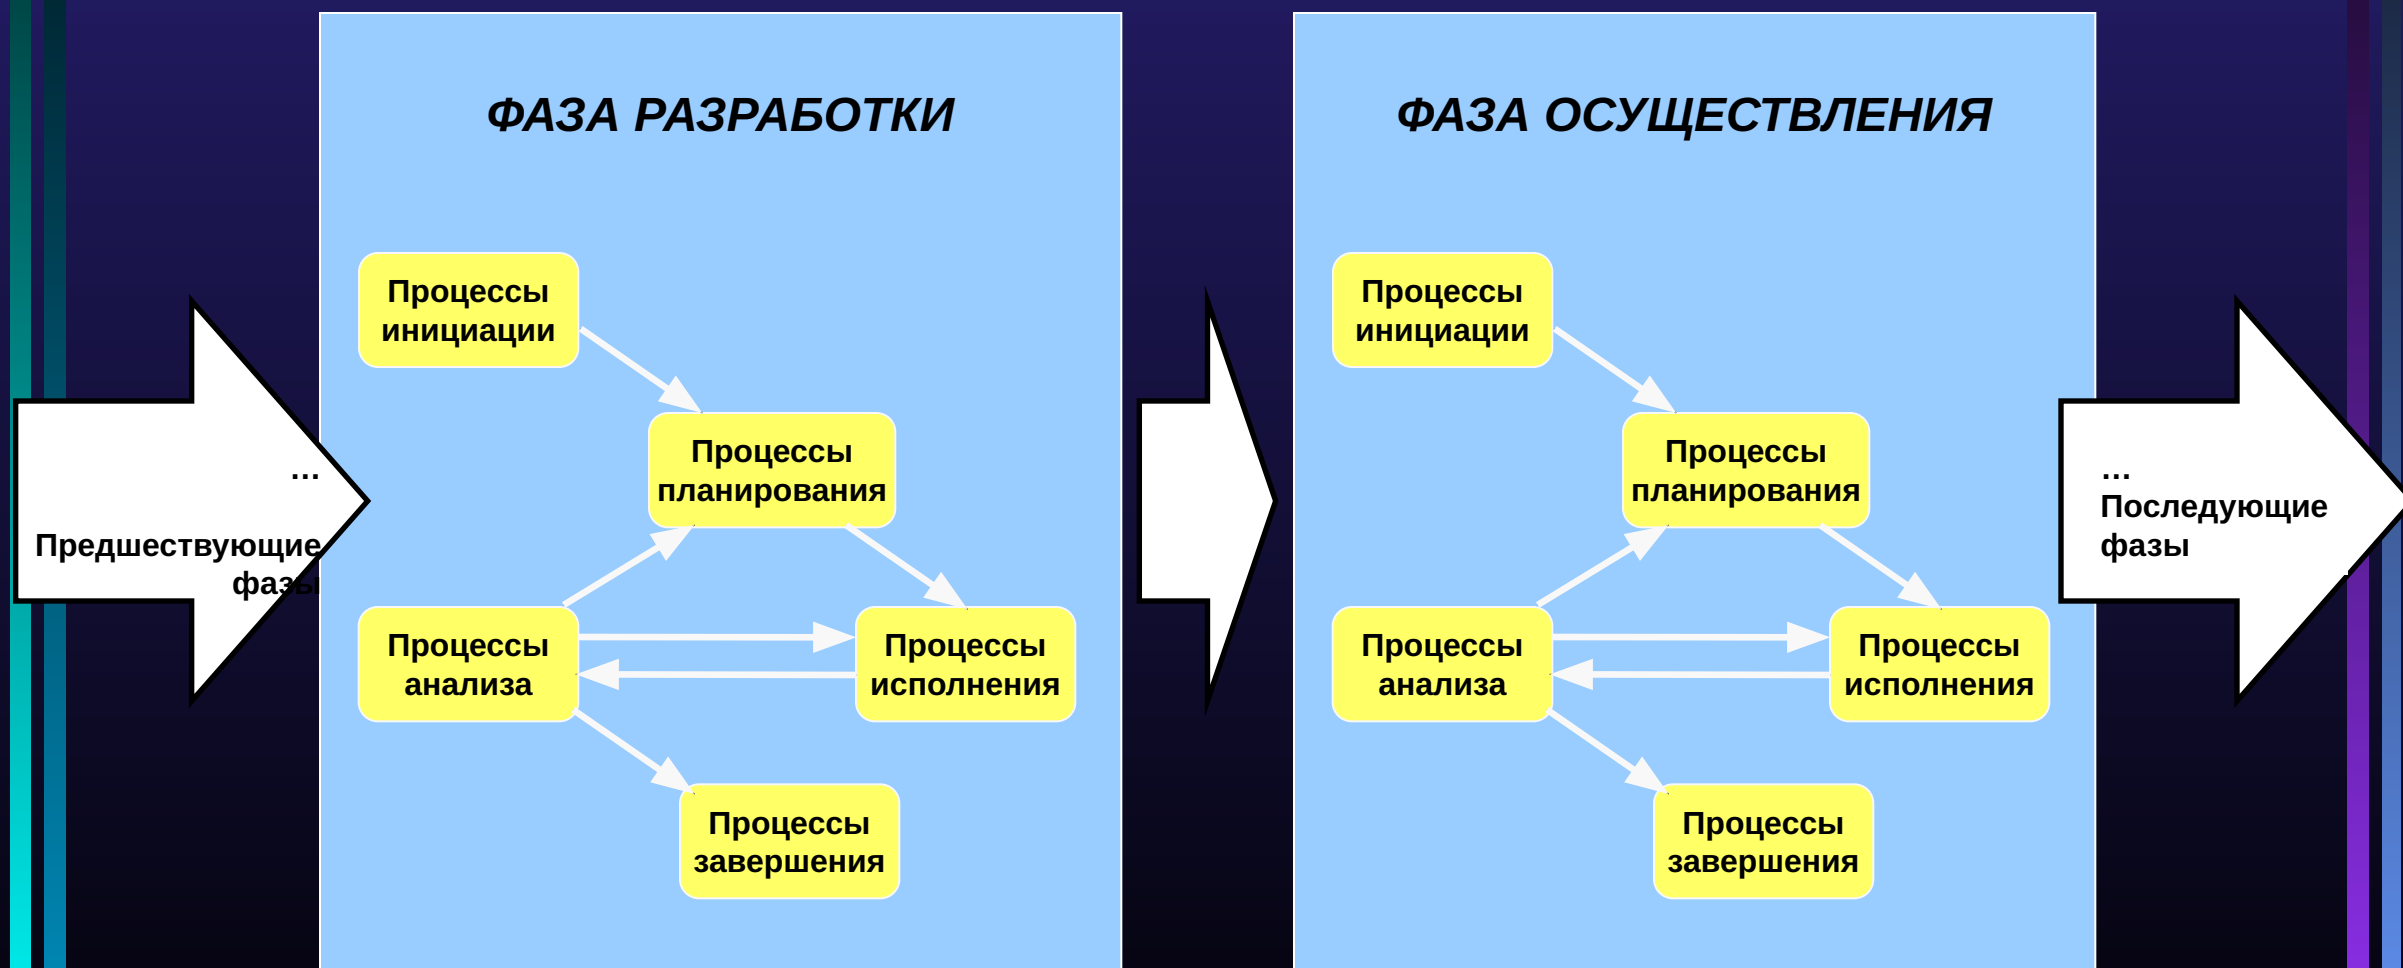 …
Предшествующие
фазы
ФАЗА РАЗРАБОТКИ
Процессы
инициации
Процессы
планирования
Процессы
анализа
Процессы
исполнения
Процессы
завершения
ФАЗА ОСУЩЕСТВЛЕНИЯ
Процессы
инициации
Процессы
планирования
Процессы
анализа
Процессы
исполнения
Процессы
завершения
…
Последующие
фазы